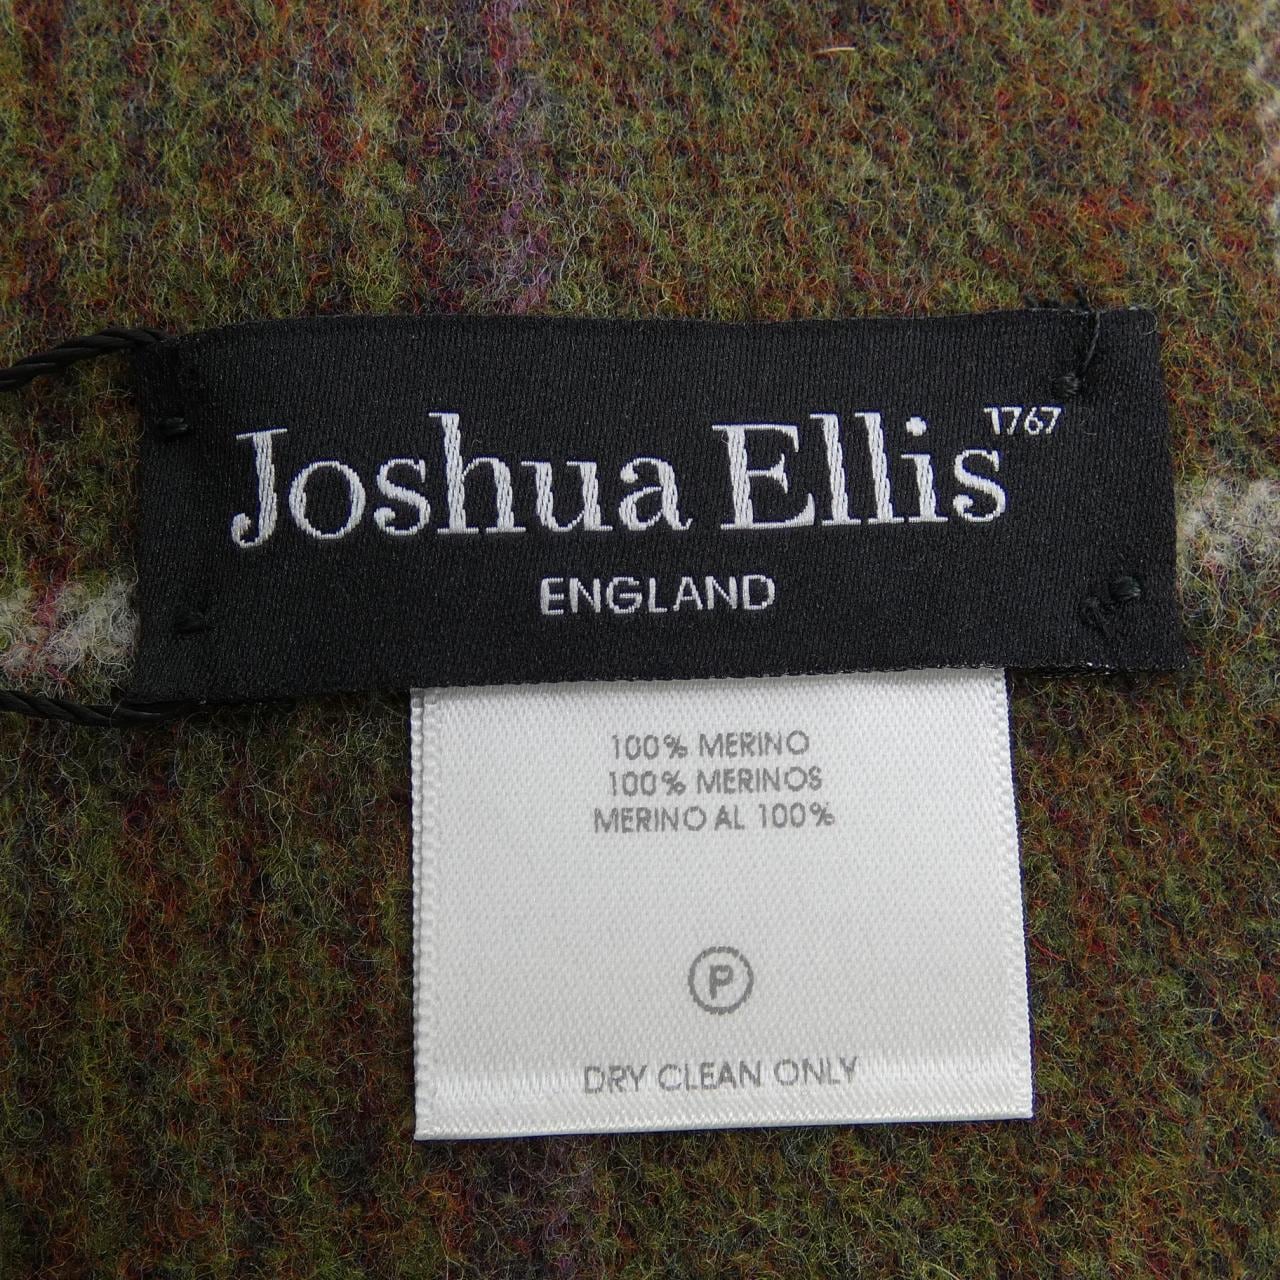 Joshua Ellis 1767
ENGLAND
100% MERINO
100% MERINOS
MERINO AL 100%
P
DRY CLEAN ONLY